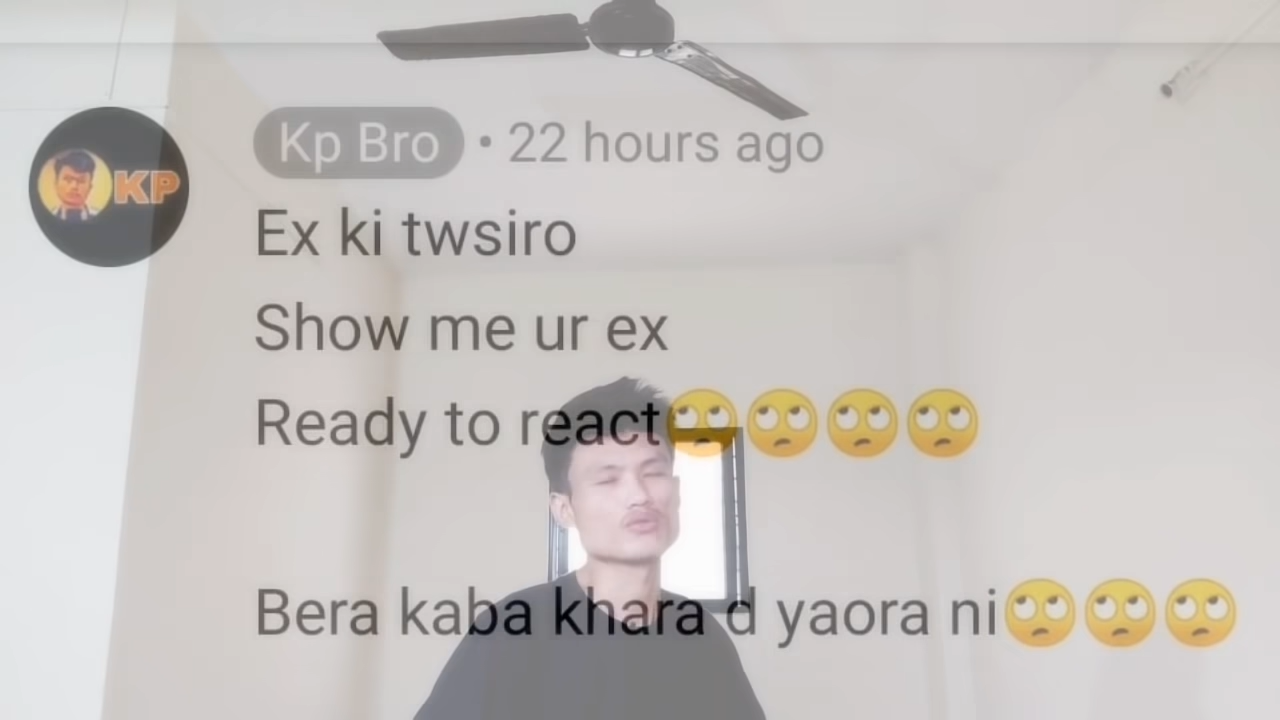 KP
Kp Bro • 22 hours ago
Ex ki twsiro
Show me ur ex
Ready to react🙄🙄🙄🙄
Bera kaba khara d yaora ni🙄🙄🙄